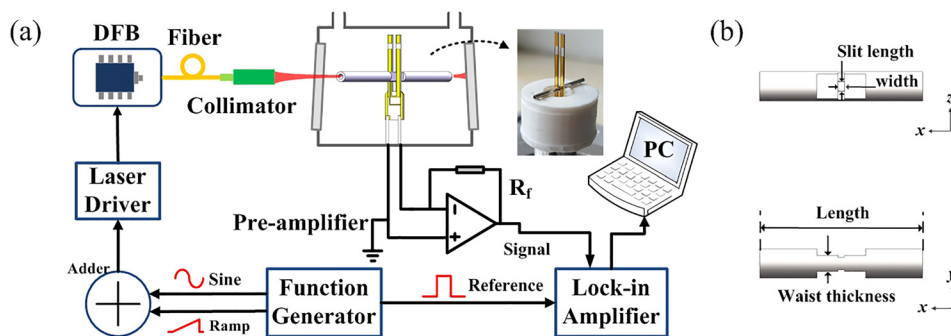 (a)
DFB
Fiber
Collimator
Laser
Driver
Pre-amplifier
Rf
PC
Signal
Adder
Sine
Ramp
Function
Generator
Reference
Lock-in
Amplifier
(b)
Slit length
width
x
Length
Waist thickness
x